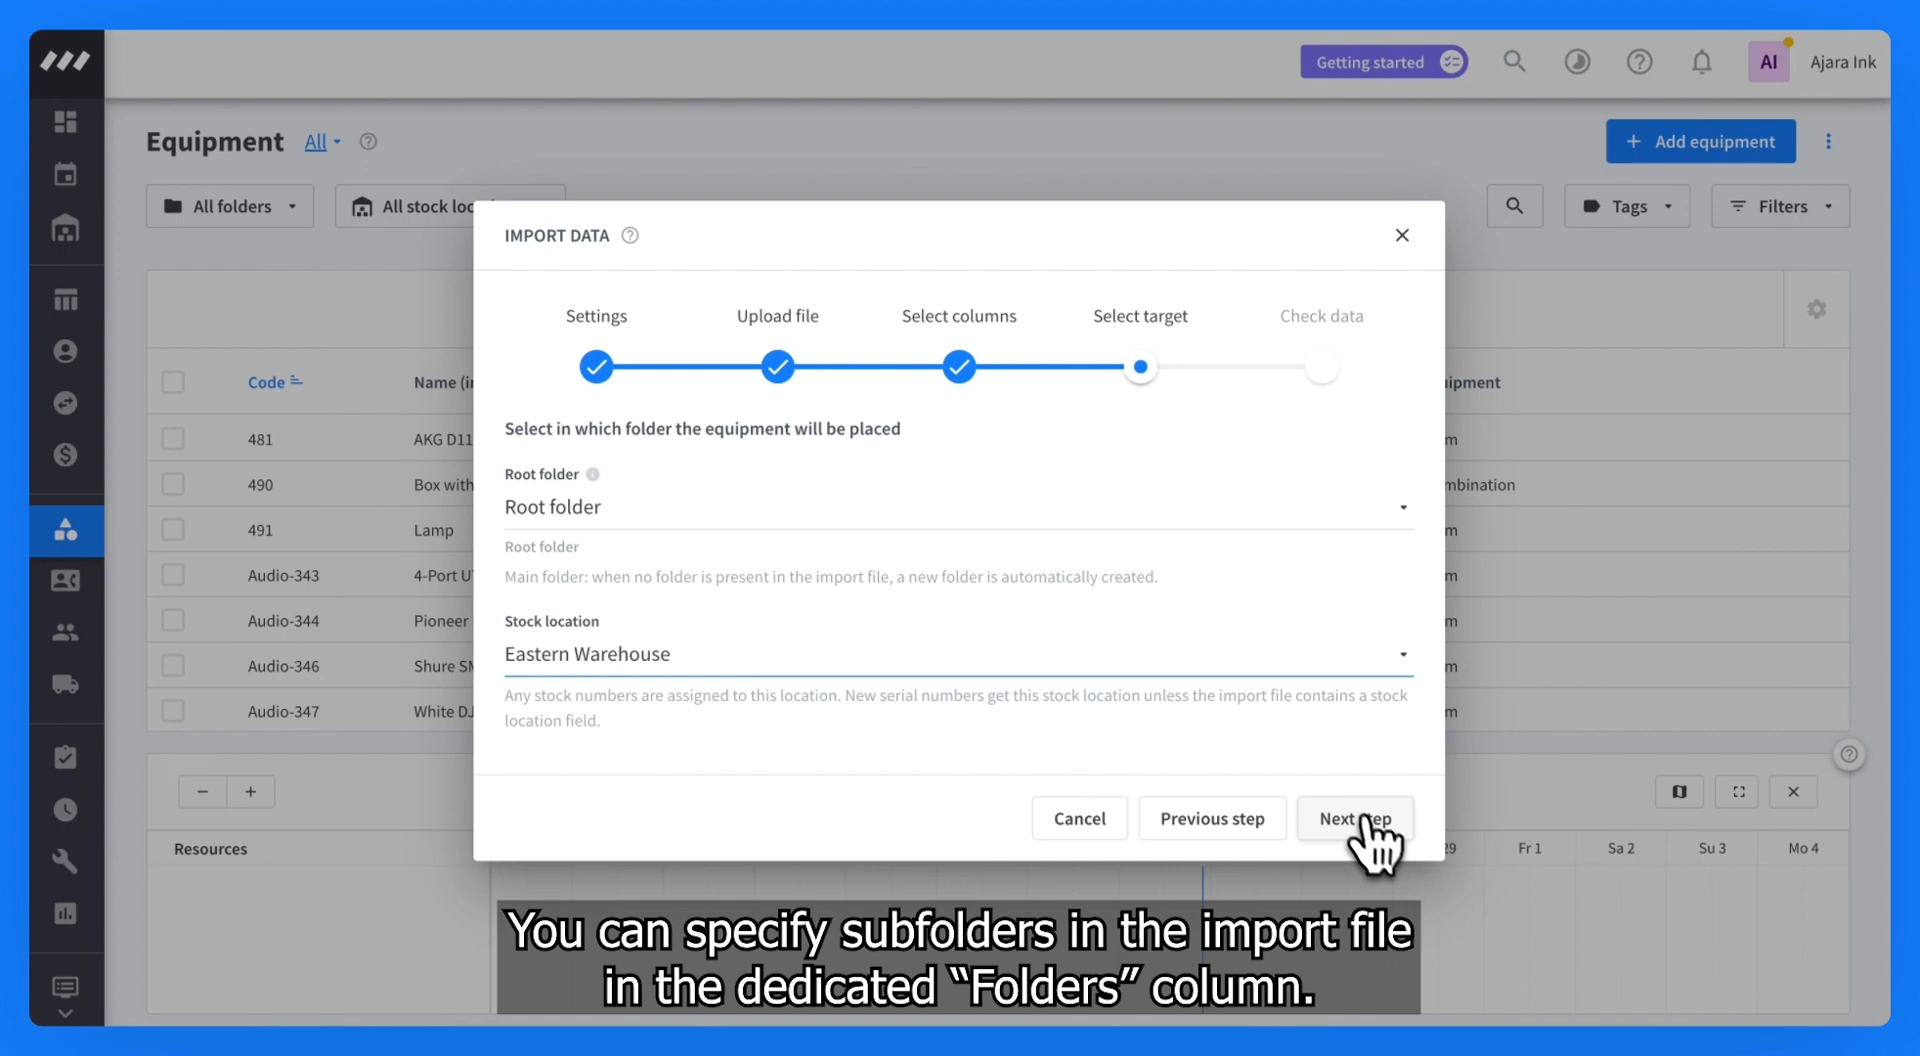 Getting started
AI
Ajara Ink
Equipment All
Add equipment
All folders
All stock loc
Tags
Filters
IMPORT DATA
Settings
Upload file
Select columns
Select target
Check data
Code
Name (i
ipment
481
AKG D11
m
490
Box with
mbination
491
Lamp
m
Audio-343
4-Port U
m
Audio-344
Pioneer
m
Audio-346
Shure SM
m
Audio-347
White DJ
m
Select in which folder the equipment will be placed
Root folder
Root folder
Root folder
Main folder: when no folder is present in the import file, a new folder is automatically created.
Stock location
Eastern Warehouse
Any stock numbers are assigned to this location. New serial numbers get this stock location unless the import file contains a stock
location field.
Cancel
Previous step
Next step
Resources
29
Fr 1
Sa 2
Su 3
Mo 4
You can specify subfolders in the import file
in the dedicated “Folders” column.